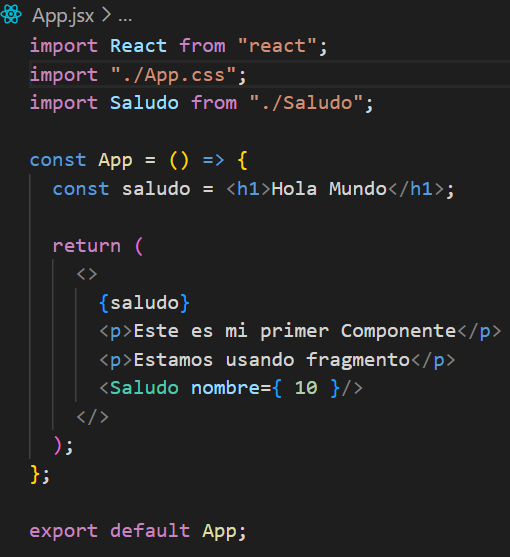 App.jsx > ...
import React from "react";
import "./App.css";
import Saludo from "./Saludo";
const App = () => {
const saludo = <h1>Hola Mundo</h1>;
return (
<>
{saludo}
<p>Este es mi primer Componente</p>
<p>Estamos usando fragmento</p>
<Saludo nombre={ 10 }/>
</>
);
};
export default App;